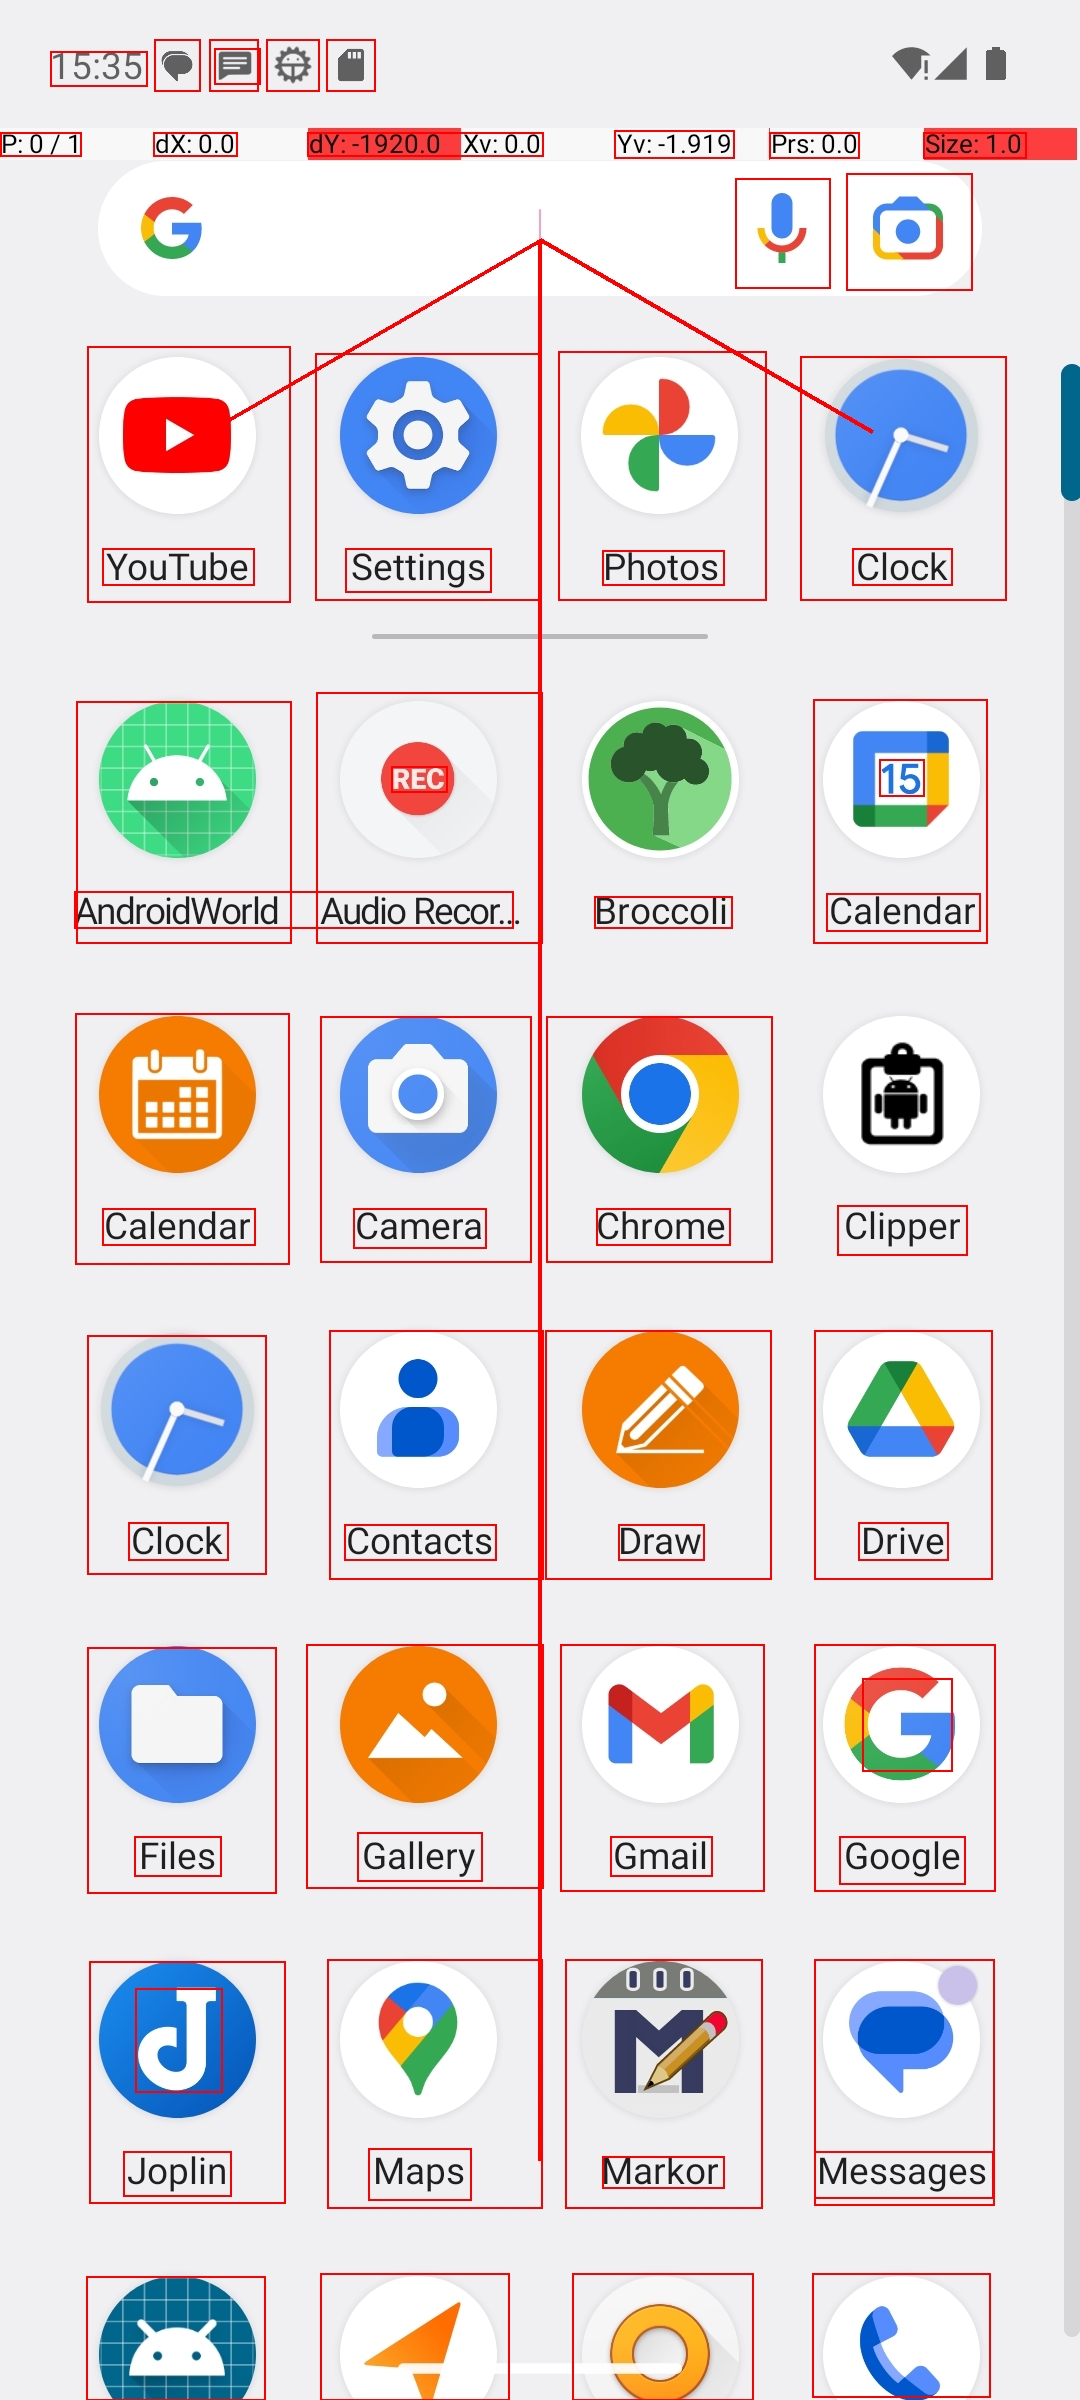 15:35
P: 0 / 1 dX: 0.0 dY: -1920.0 Xv: 0.0 Yv: -1.919 Prs: 0.0 Size: 1.0
YouTube Settings Photos Clock
REC 15
AndroidWorld Audio Recor... Broccoli Calendar
Calendar Camera Chrome Clipper
Clock Contacts Draw Drive
Files Gallery Gmail Google
Joplin Maps Markor Messages